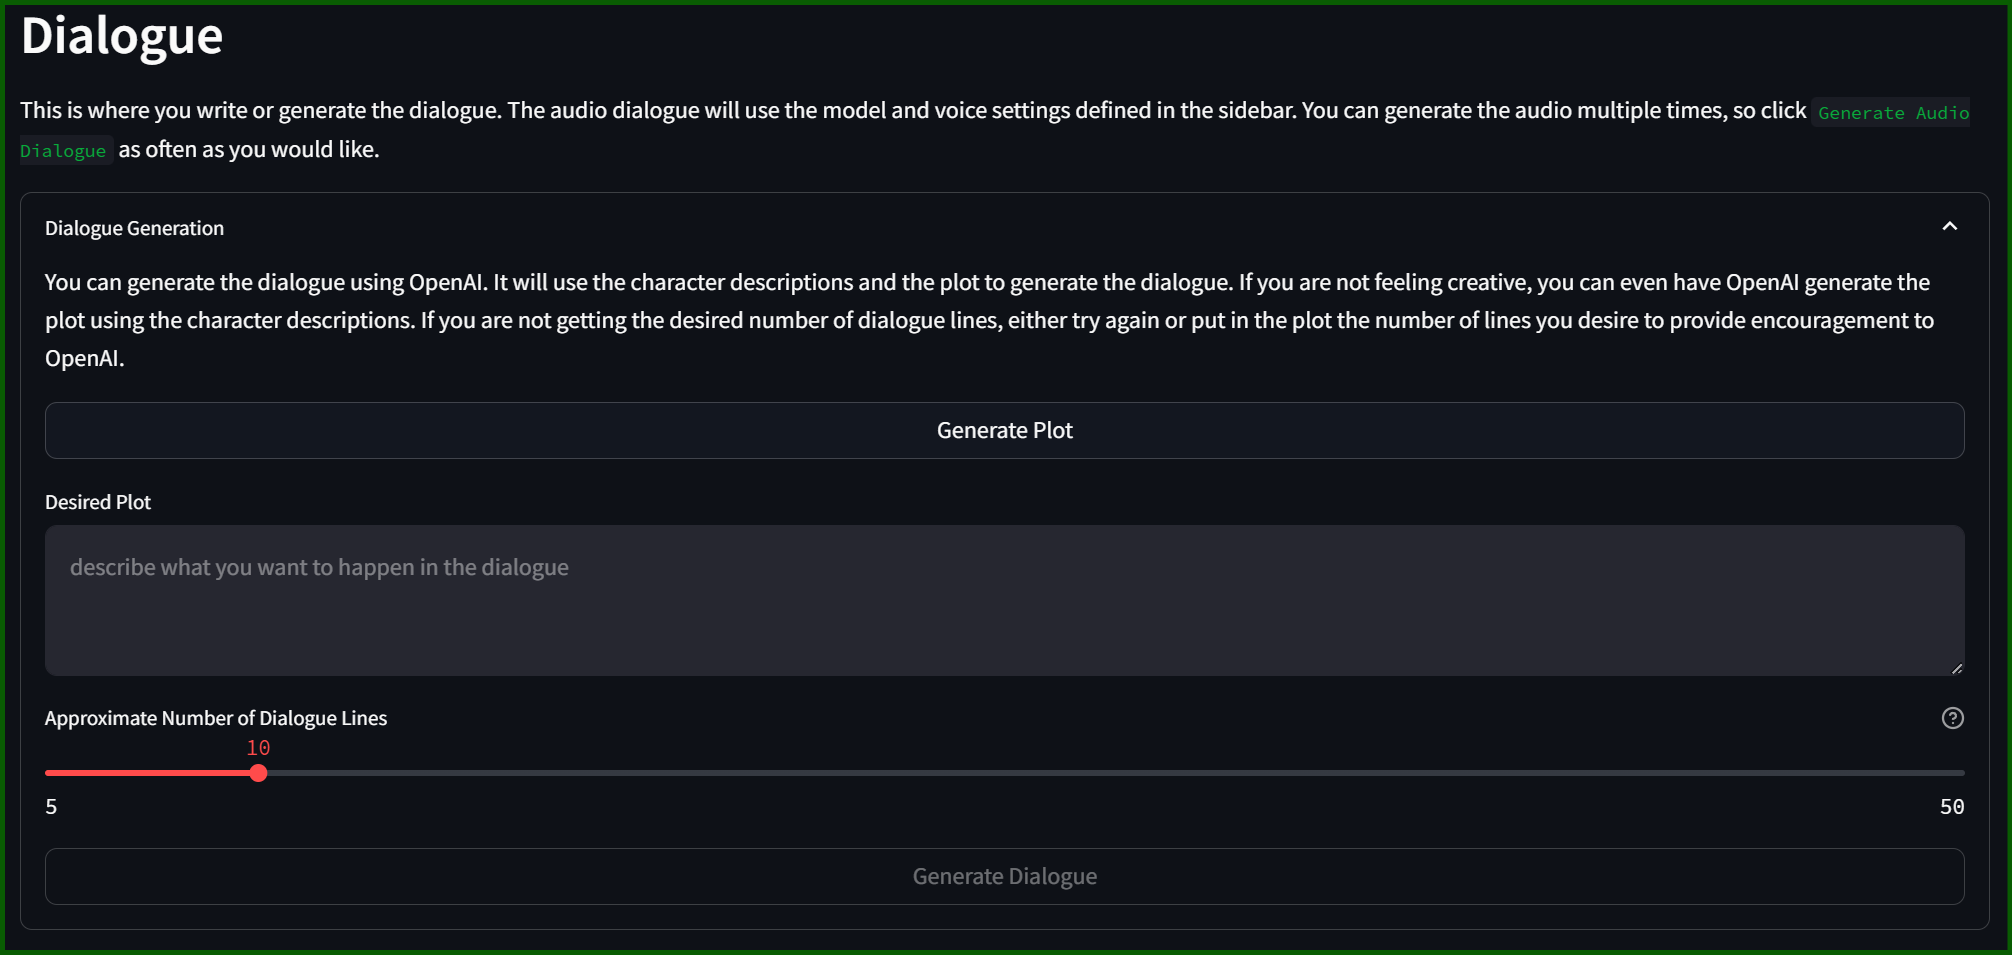 Dialogue
This is where you write or generate the dialogue. The audio dialogue will use the model and voice settings defined in the sidebar. You can generate the audio multiple times, so click Generate Audio
Dialogue as often as you would like.
Dialogue Generation
You can generate the dialogue using OpenAI. It will use the character descriptions and the plot to generate the dialogue. If you are not feeling creative, you can even have OpenAI generate the
plot using the character descriptions. If you are not getting the desired number of dialogue lines, either try again or put in the plot the number of lines you desire to provide encouragement to
OpenAI.
Generate Plot
Desired Plot
describe what you want to happen in the dialogue
Approximate Number of Dialogue Lines
10
5 50
Generate Dialogue